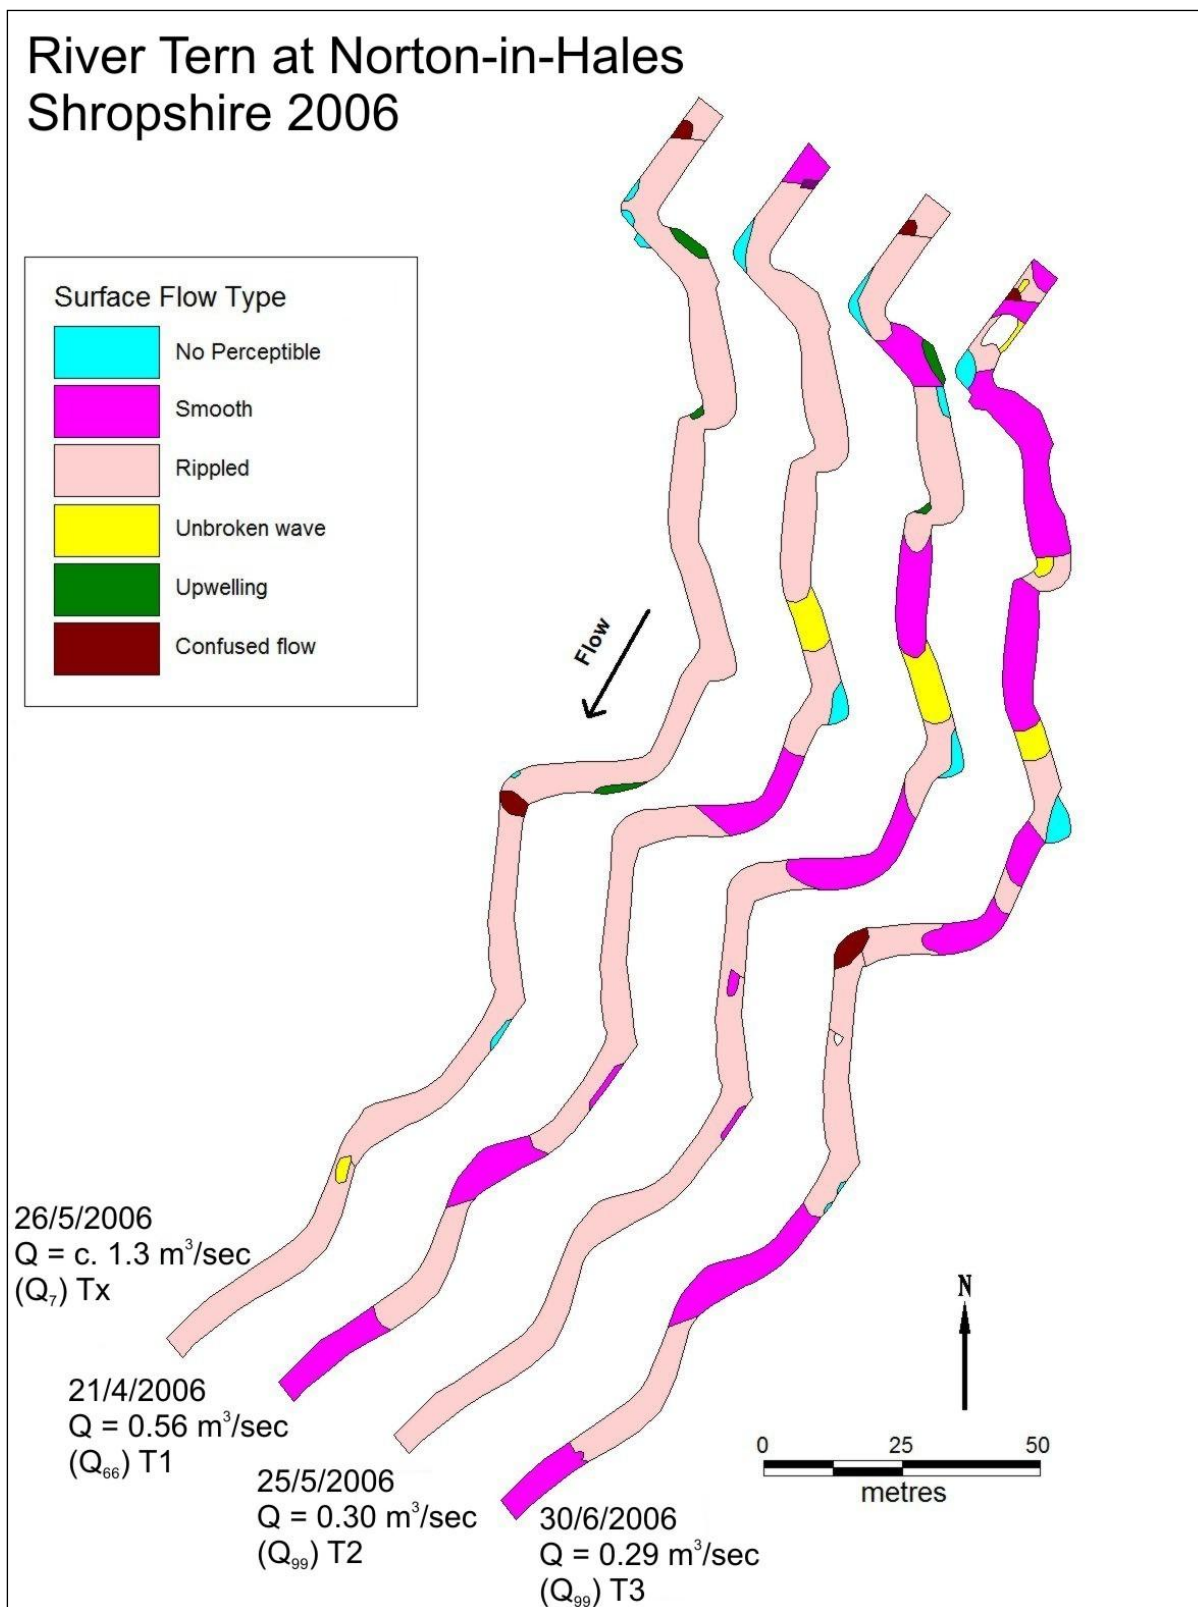 River Tern at Norton-in-Hales
Shropshire 2006
Surface Flow Type
No Perceptible
Smooth
Rippled
Unbroken wave
Upwelling
Confused flow
Flow
26/5/2006
Q = c. 1.3 m³/sec
(Q₇) Tx
21/4/2006
Q = 0.56 m³/sec
(Q₆₆) T1
25/5/2006
Q = 0.30 m³/sec
(Q₉₉) T2
30/6/2006
Q = 0.29 m³/sec
(Q₉₉) T3
N
0 25 50
metres